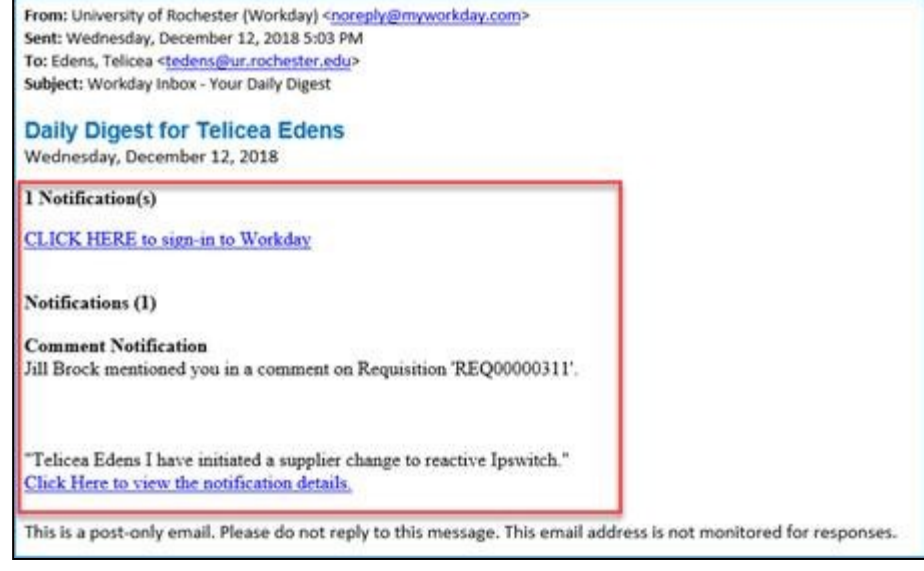 From: University of Rochester (Workday) <noreply@myworkday.com>
Sent: Wednesday, December 12, 2018 5:03 PM
To: Edens, Telicea <tedens@ur.rochester.edu>
Subject: Workday Inbox - Your Daily Digest
Daily Digest for Telicea Edens
Wednesday, December 12, 2018
1 Notification(s)
CLICK HERE to sign-in to Workday
Notifications (1)
Comment Notification
Jill Brock mentioned you in a comment on Requisition 'REQ00000311'.
"Telicea Edens I have initiated a supplier change to reactive Ipswitch."
Click Here to view the notification details.
This is a post-only email. Please do not reply to this message. This email address is not monitored for responses.